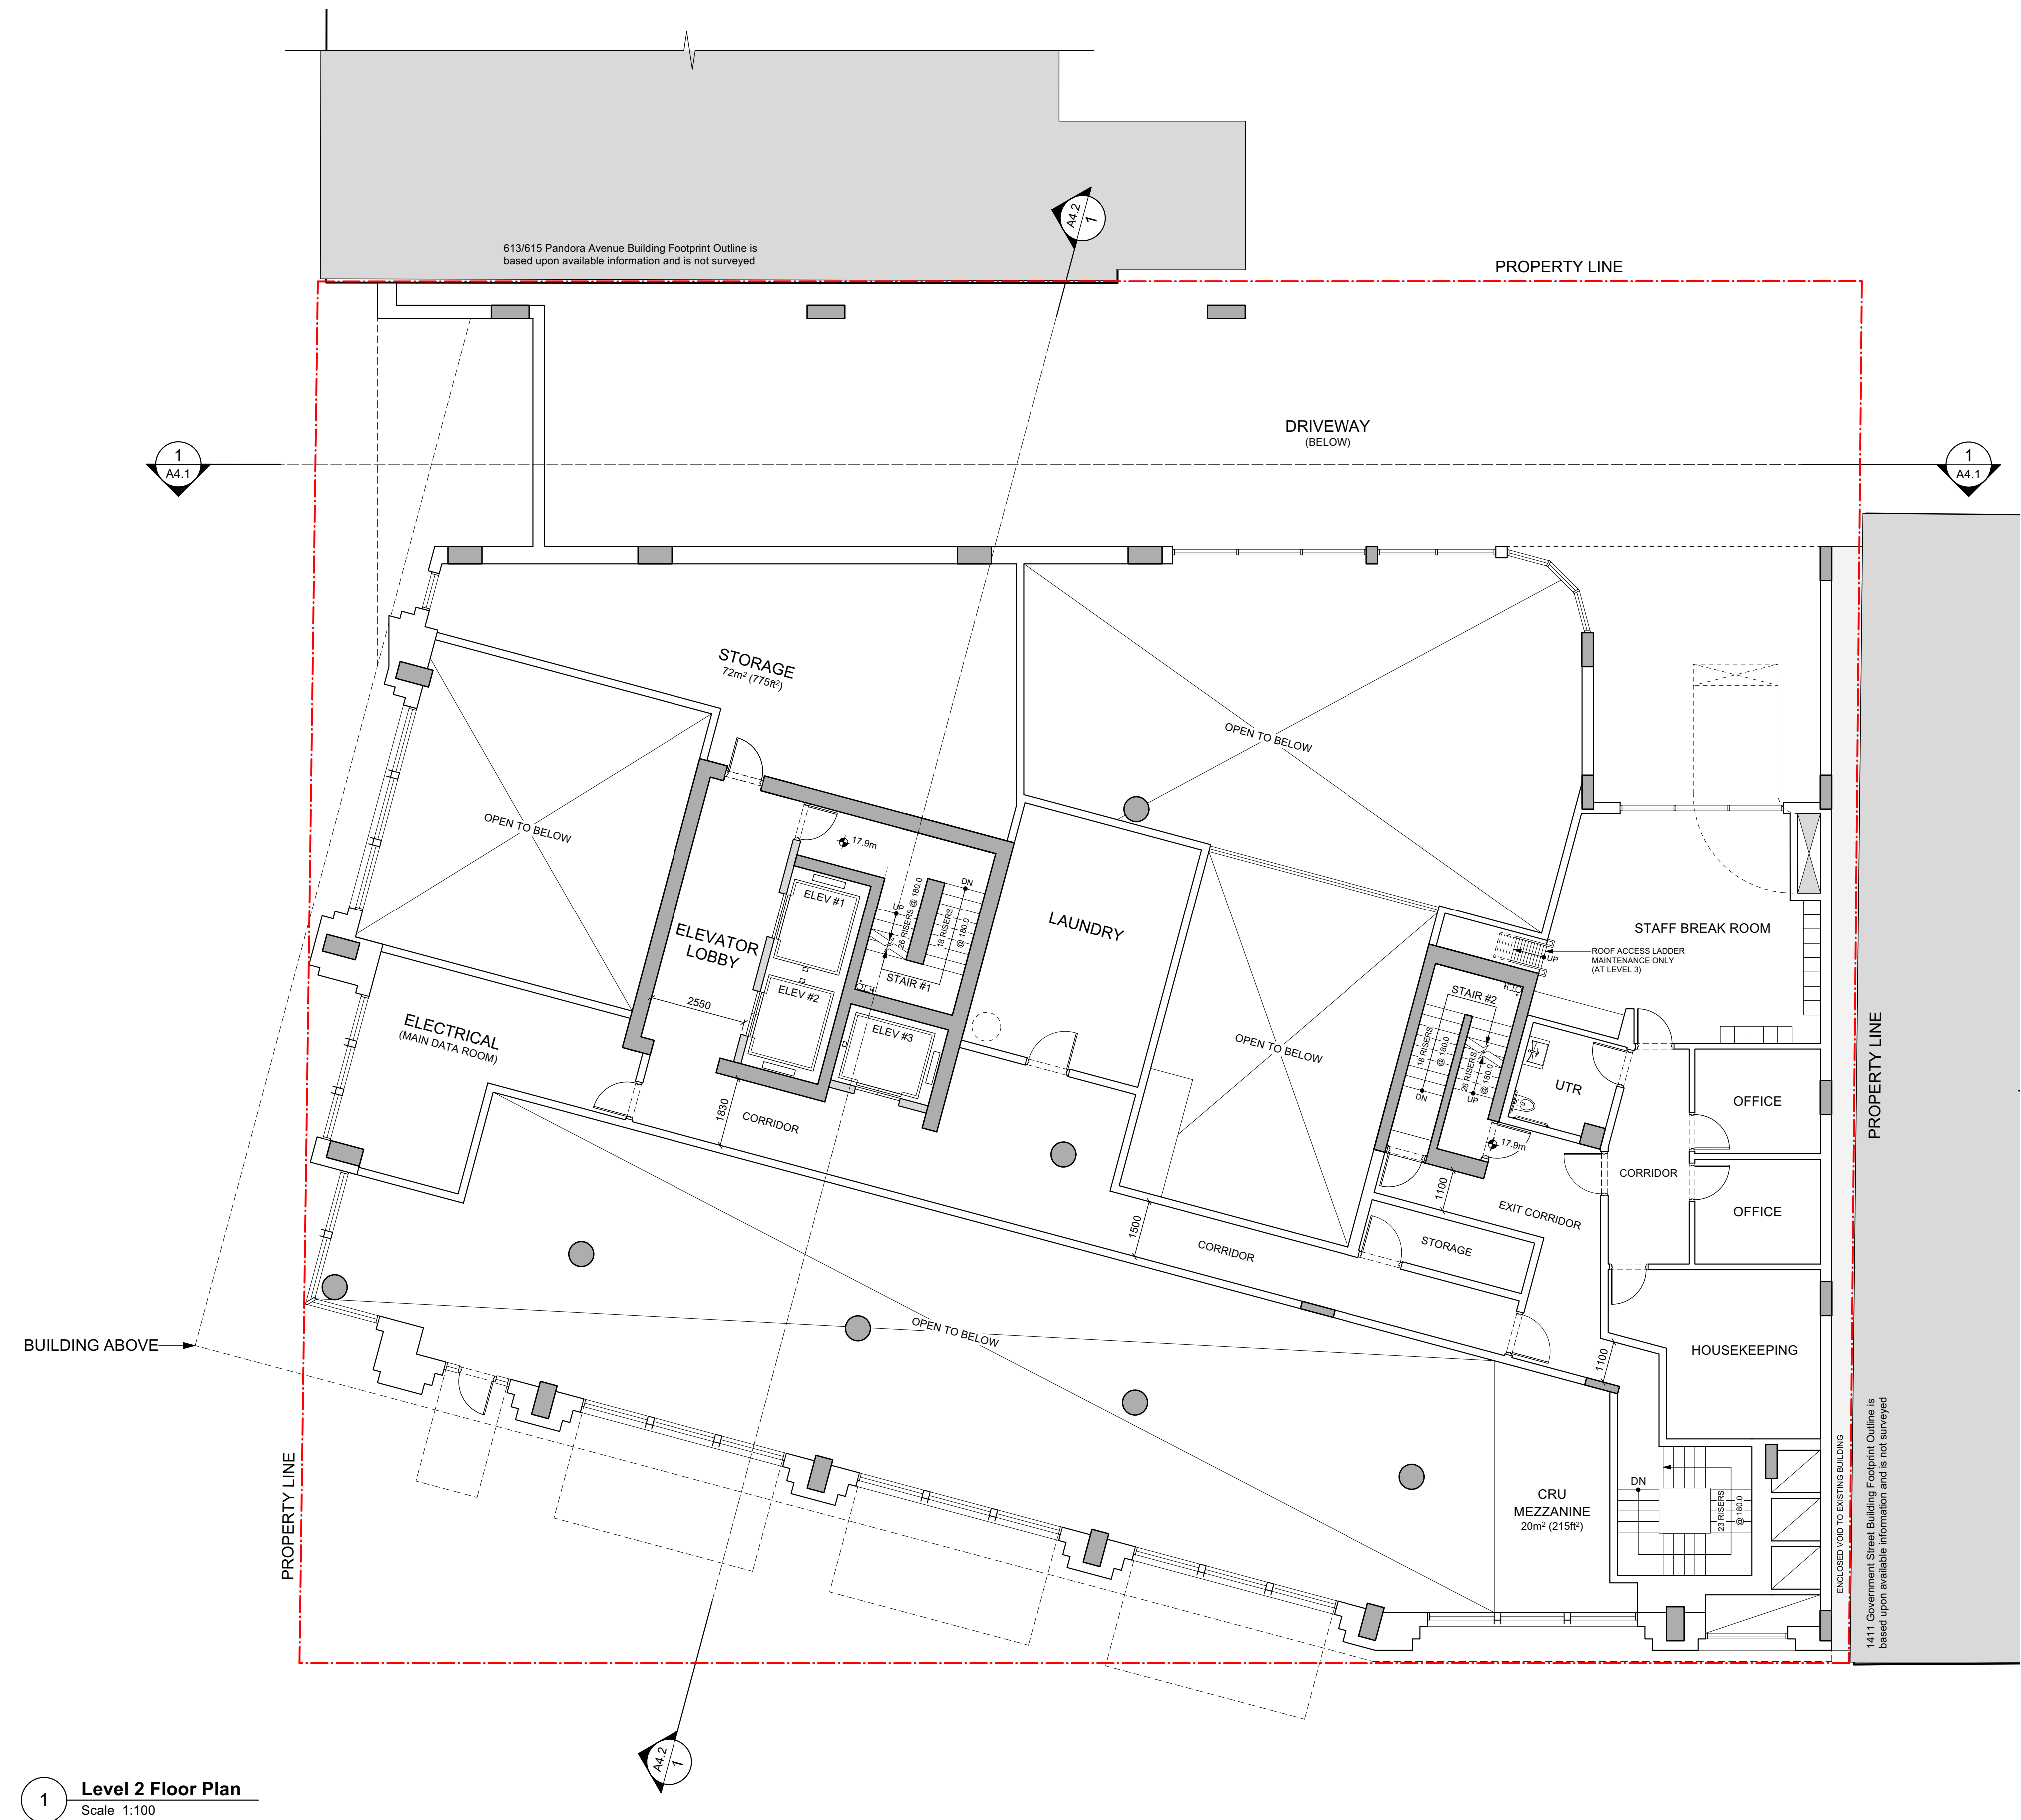 A4.2
1
613/615 Pandora Avenue Building Footprint Outline is
based upon available information and is not surveyed
PROPERTY LINE
DRIVEWAY
(BELOW)
1
A4.1
1
A4.1
STORAGE
72m² (775ft²)
OPEN TO BELOW
OPEN TO BELOW
17.9m
ELEV #1
UP
26 RISERS @ 180.0
18 RISERS
@ 180.0
DN
ELEVATOR
LOBBY
LAUNDRY
STAFF BREAK ROOM
ROOF ACCESS LADDER
MAINTENANCE ONLY
(AT LEVEL 3)
UP
STAIR #1
ELEV #2
2550
STAIR #2
ELECTRICAL
(MAIN DATA ROOM)
ELEV #3
OPEN TO BELOW
18 RISERS
@ 180.0
26 RISERS
@ 180.0
DN
UP
UTR
OFFICE
PROPERTY LINE
1830
CORRIDOR
17.9m
CORRIDOR
1100
EXIT CORRIDOR
OFFICE
1500
CORRIDOR
STORAGE
OPEN TO BELOW
BUILDING ABOVE
1100
HOUSEKEEPING
PROPERTY LINE
CRU
MEZZANINE
20m² (215ft²)
DN
23 RISERS
@ 180.0
ENCLOSED VOID TO EXISTING BUILDING
1411 Government Street Building Footprint Outline is
based upon available information and is not surveyed
A4.2
1
1
Level 2 Floor Plan
Scale 1:100